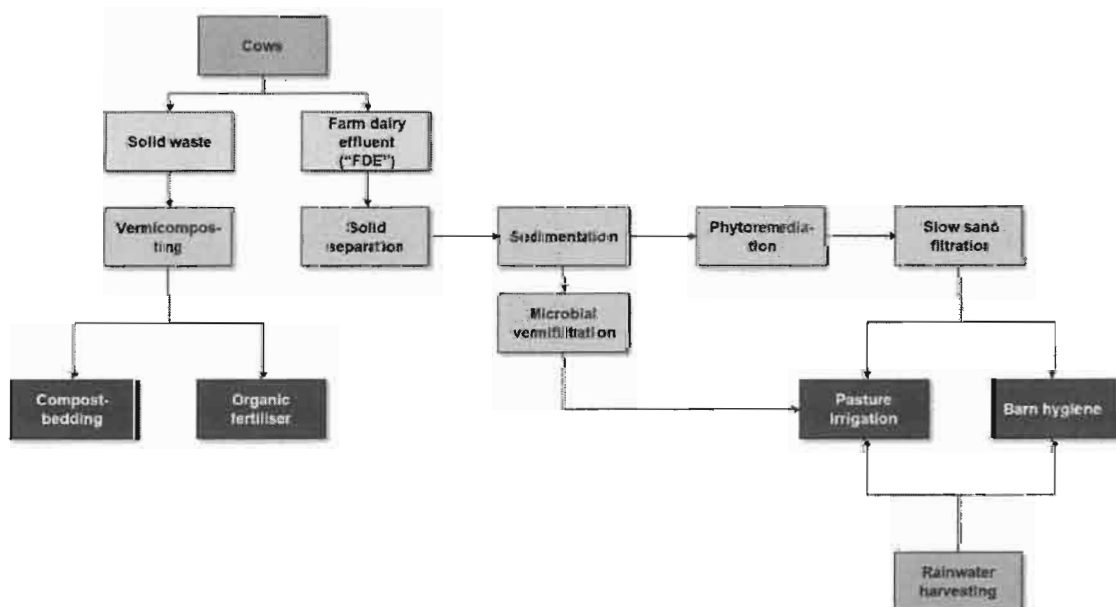 Cows
Solid waste
Farm dairy
effluent
("FDE")
Vermicompos-
ting
Solid
separation
Sedimentation
Phytoremedia-
tion
Slow sand
filtration
Microbial
vermifiltration
Compost-
bedding
Organic
fertiliser
Pasture
irrigation
Barn hygiene
Rainwater
harvesting